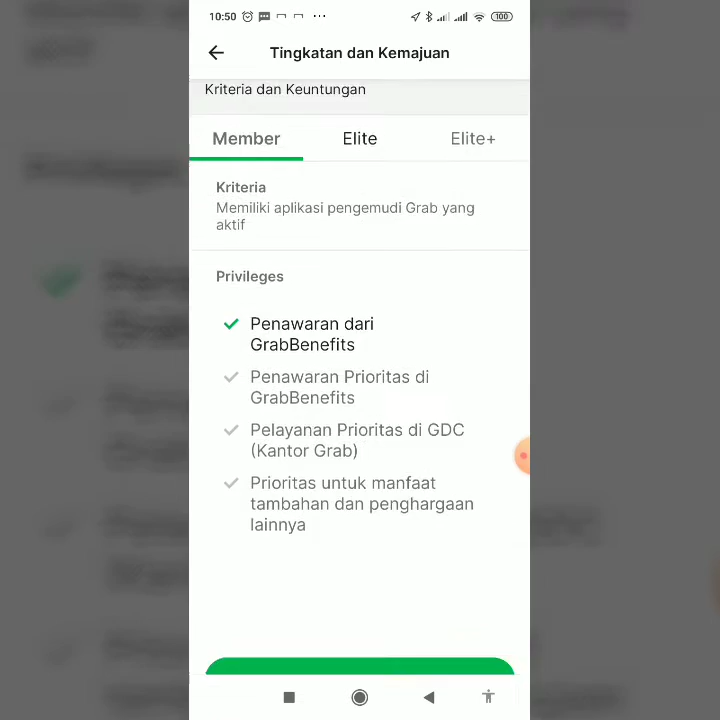 10:50
100
Tingkatan dan Kemajuan
Kriteria dan Keuntungan
Member Elite Elite+
Kriteria
Memiliki aplikasi pengemudi Grab yang
aktif
Privileges
Penawaran dari
GrabBenefits
Penawaran Prioritas di
GrabBenefits
Pelayanan Prioritas di GDC
(Kantor Grab)
Prioritas untuk manfaat
tambahan dan penghargaan
lainnya